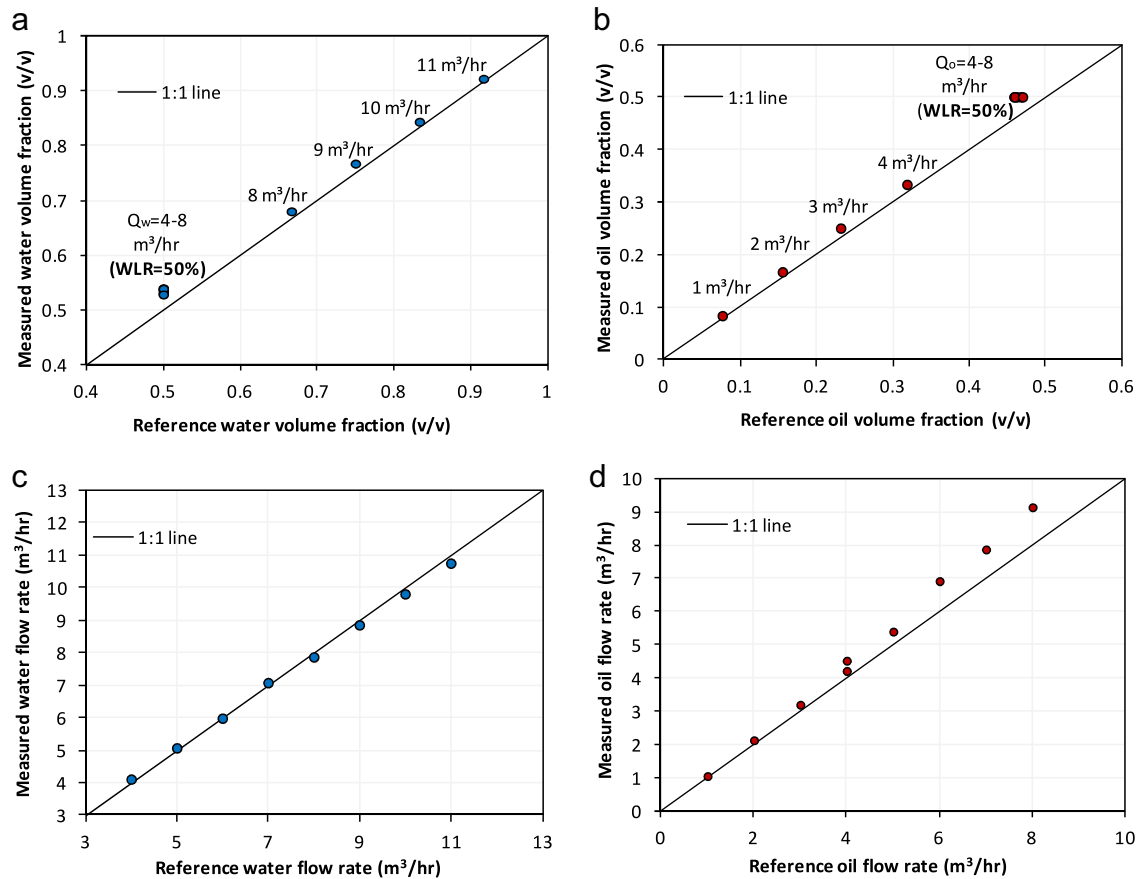 a
Measured water volume fraction (v/v)
1
0.9
0.8
0.7
0.6
0.5
0.4
1:1 line
11 m³/hr
10 m³/hr
9 m³/hr
8 m³/hr
Qw=4-8
m³/hr
(WLR=50%)
0.4 0.5 0.6 0.7 0.8 0.9 1
Reference water volume fraction (v/v)
b
Measured oil volume fraction (v/v)
0.6
0.5
0.4
0.3
0.2
0.1
0
1:1 line
Qo=4-8
m³/hr
(WLR=50%)
4 m³/hr
3 m³/hr
2 m³/hr
1 m³/hr
0 0.1 0.2 0.3 0.4 0.5 0.6
Reference oil volume fraction (v/v)
c
Measured water flow rate (m³/hr)
13
12
11
10
9
8
7
6
5
4
3
1:1 line
3 5 7 9 11 13
Reference water flow rate (m³/hr)
d
Measured oil flow rate (m³/hr)
10
9
8
7
6
5
4
3
2
1
0
1:1 line
0 2 4 6 8 10
Reference oil flow rate (m³/hr)